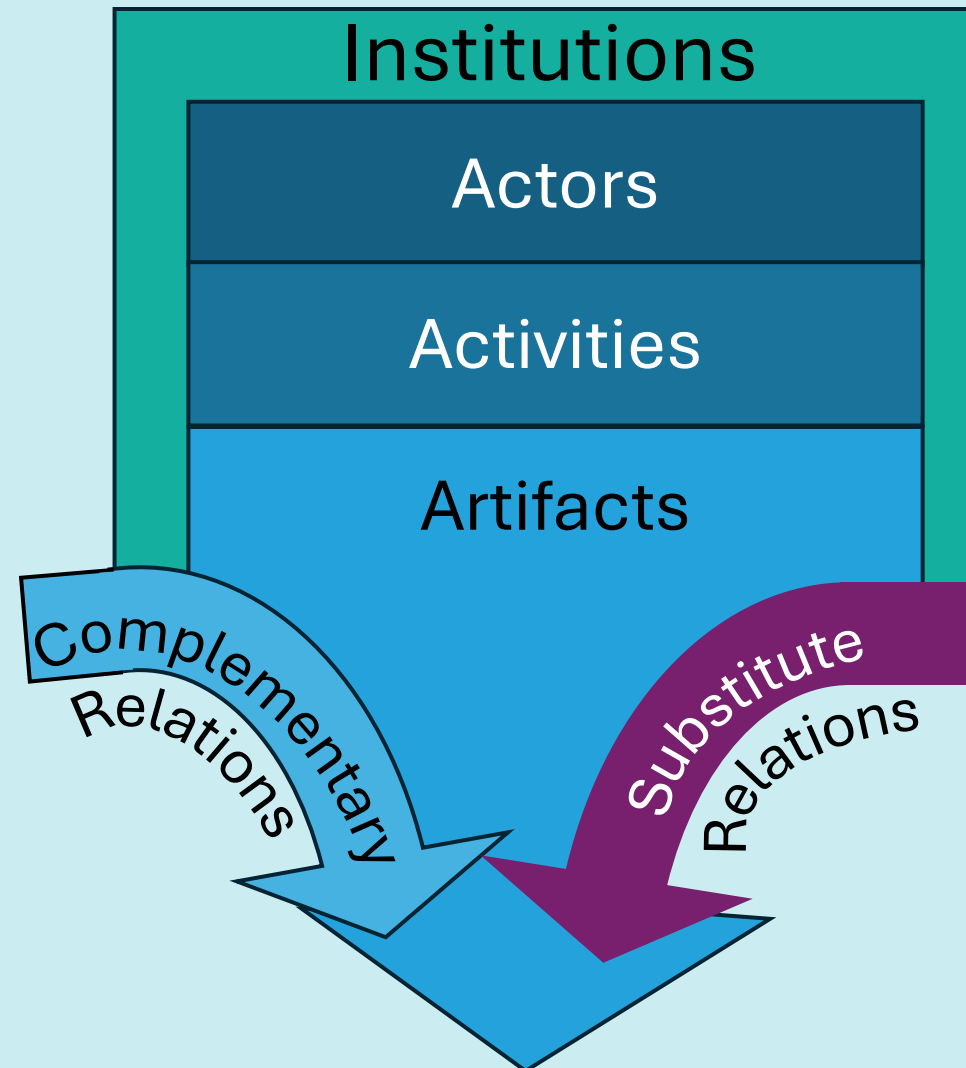 Institutions
Actors
Activities
Artifacts
Complementary
Relations
Substitute
Relations